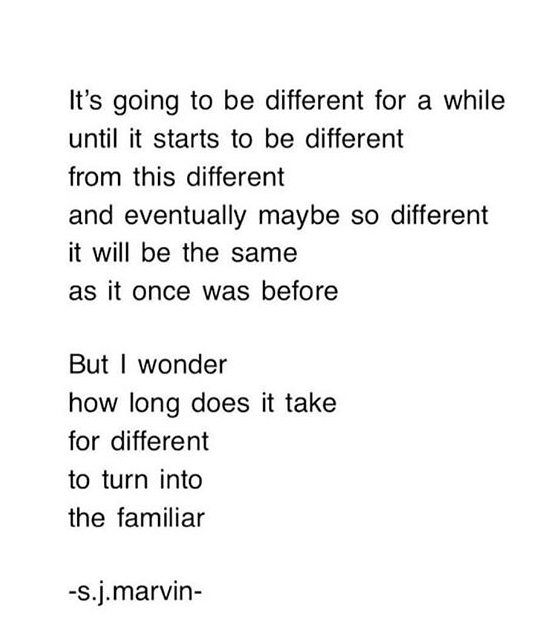 It's going to be different for a while
until it starts to be different
from this different
and eventually maybe so different
it will be the same
as it once was before
But I wonder
how long does it take
for different
to turn into
the familiar
-s.j.marvin-